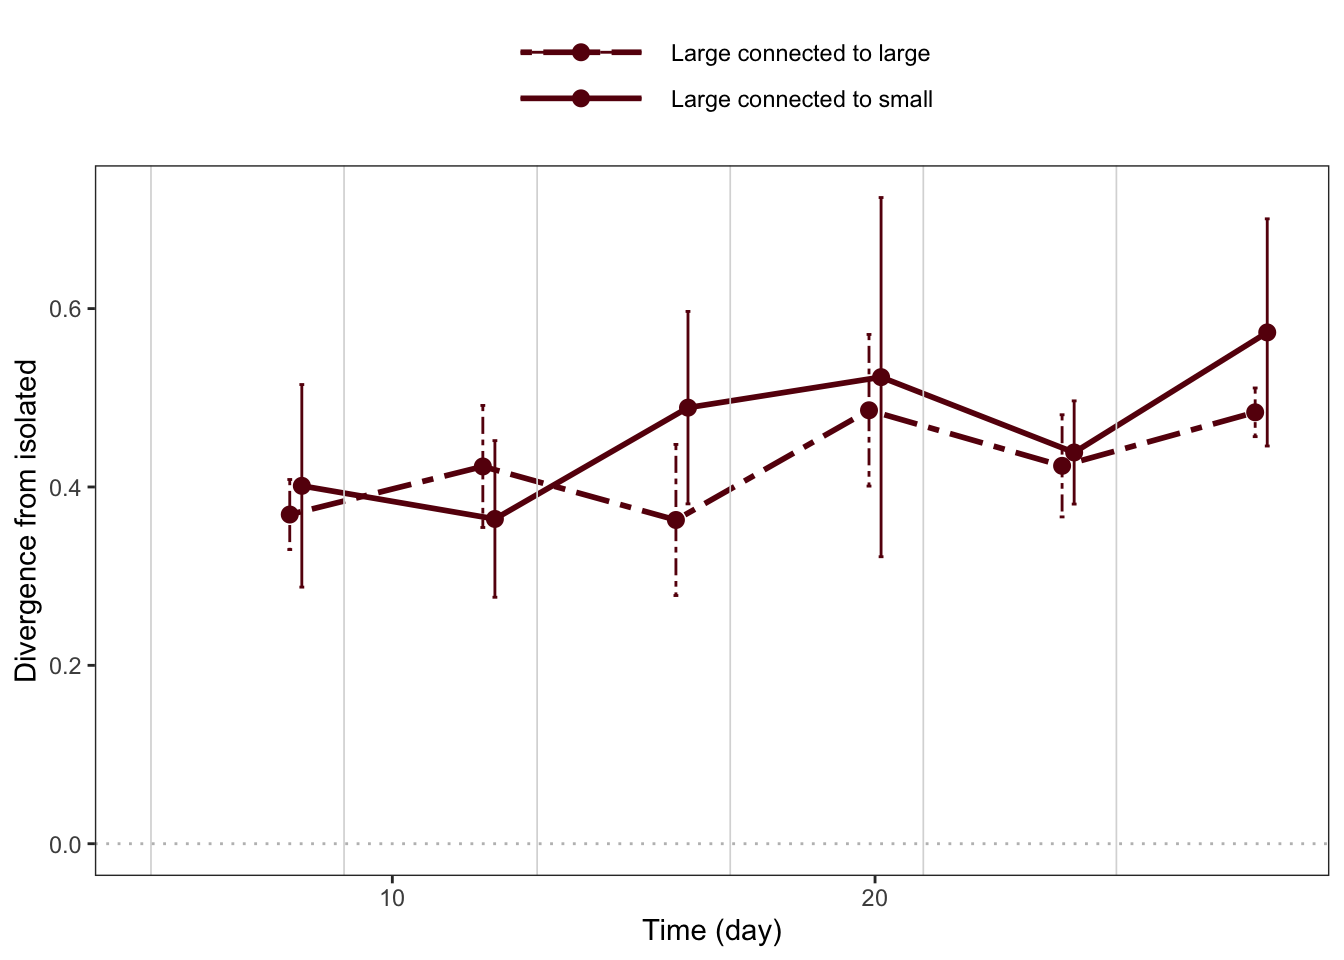 Large connected to large
Large connected to small
Divergence from isolated
0.6
0.4
0.2
0.0
10
20
Time (day)